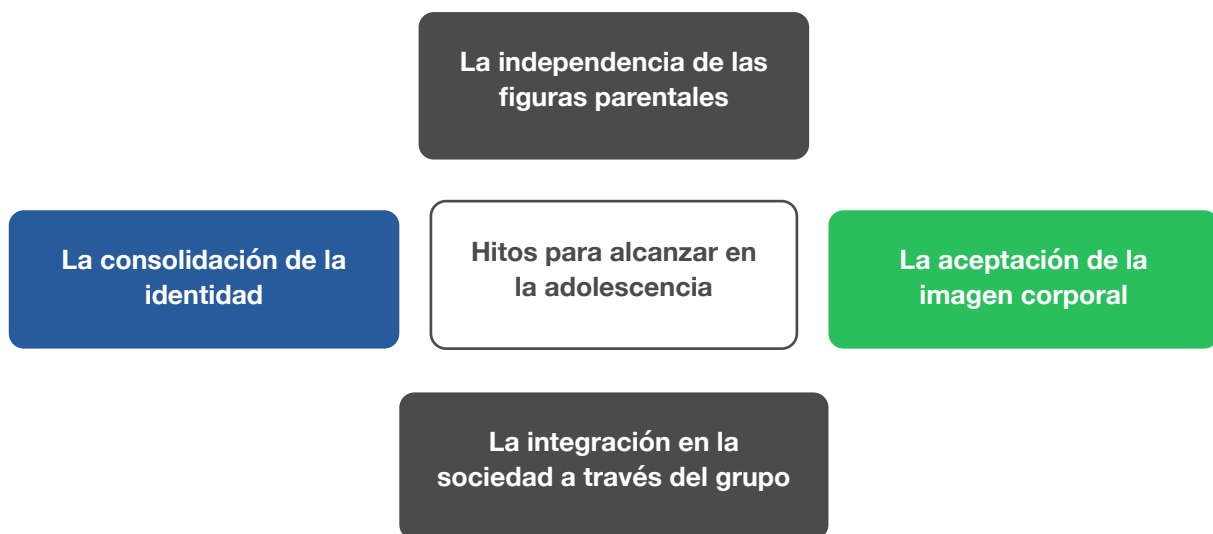 La independencia de las
figuras parentales
La consolidación de la
identidad
Hitos para alcanzar en
la adolescencia
La aceptación de la
imagen corporal
La integración en la
sociedad a través del grupo